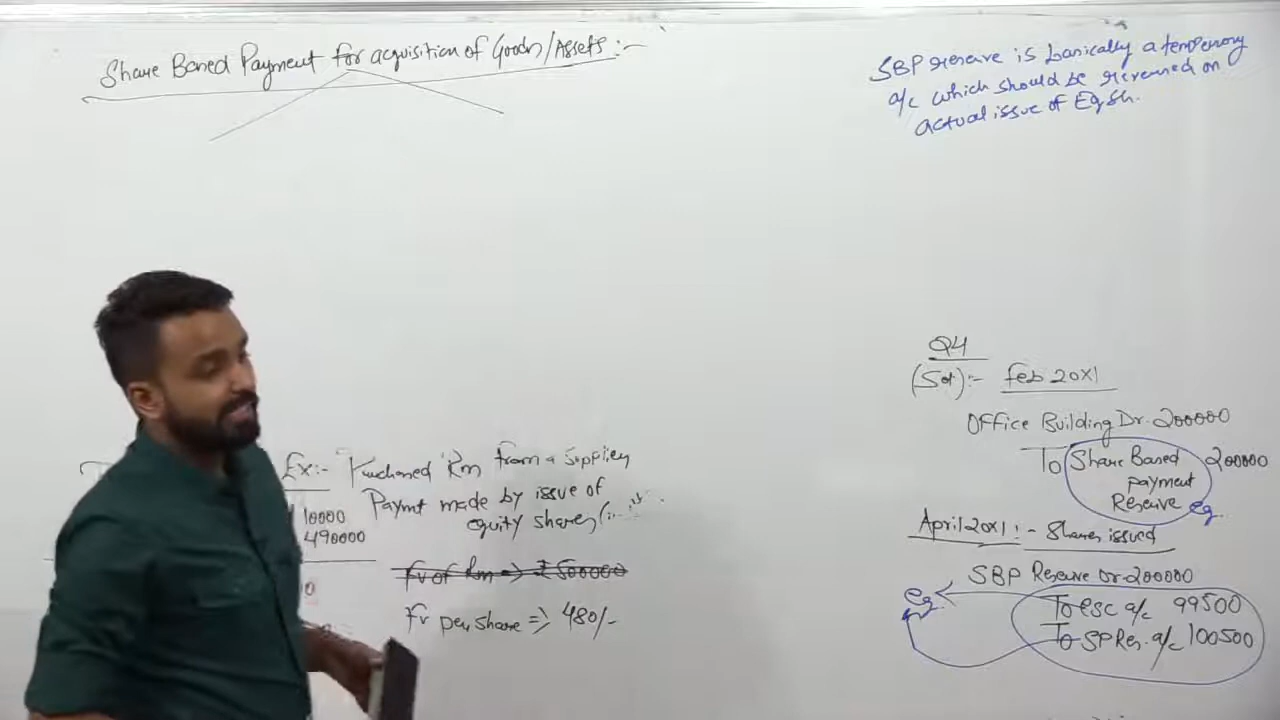 Share Based Payment for acquisition of Goods/Assets :-
SBP reserve is basically a temporary
a/c which should be reversed on
actual issue of Eq Sh.
Ex:- Purchased Rm from a Supplier
Paymt made by issue of
equity shares
10000
490000
Fv of Rm => ₹ 500000
Fv per share => 480/-
Q4
(Sol):- Feb 20X1
Office Building Dr. 200000
To Share Based 200000
payment
Reserve eq.
April 20X1 :- Shares issued
SBP Reserve Dr 200000
eq.
To esc a/c 99500
To SP Res. a/c 100500